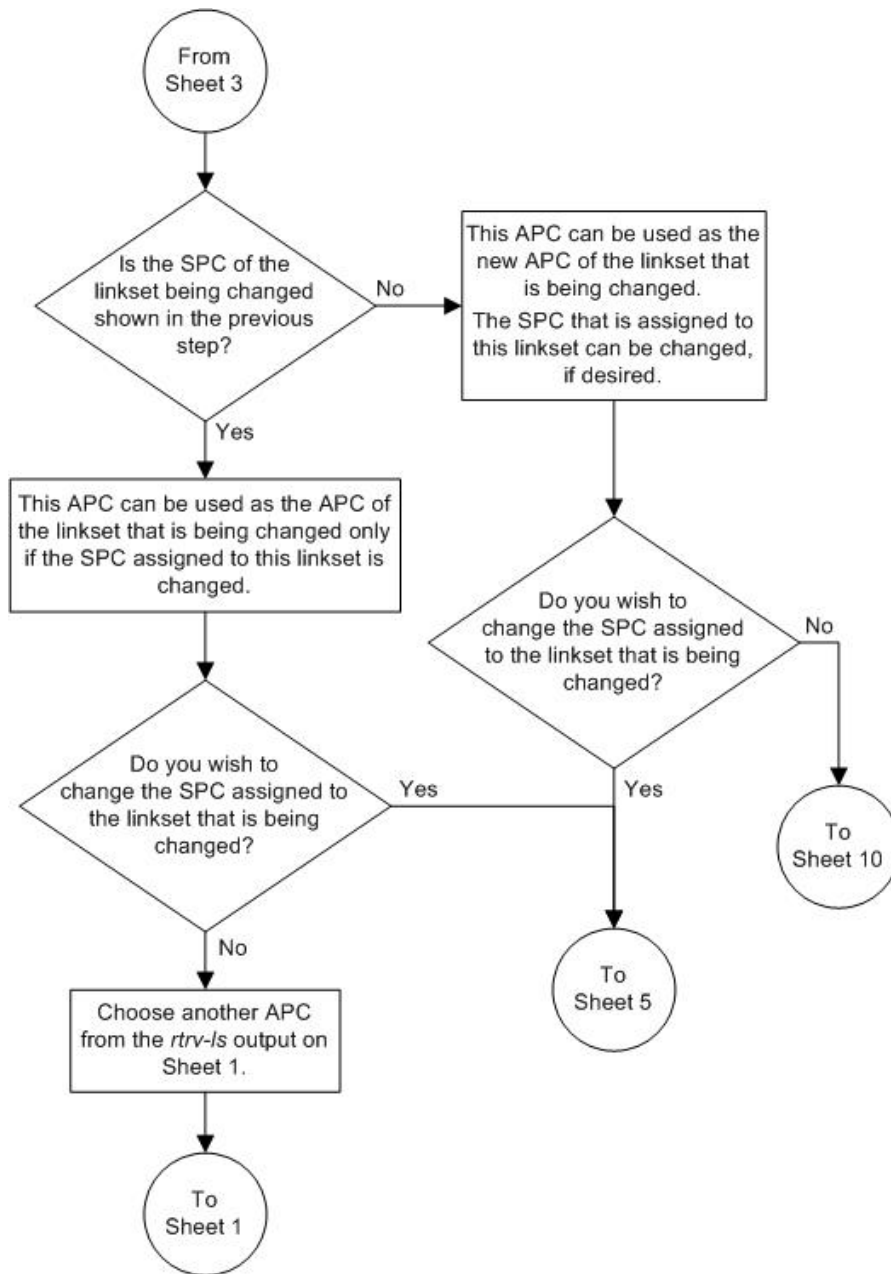 From
Sheet 3
Is the SPC of the
linkset being changed
shown in the previous
step?
No
This APC can be used as the
new APC of the linkset that
is being changed.
The SPC that is assigned to
this linkset can be changed,
if desired.
Yes
This APC can be used as the APC of
the linkset that is being changed only
if the SPC assigned to this linkset is
changed.
Do you wish to
change the SPC assigned
to the linkset that is being
changed?
No
Do you wish to
change the SPC assigned to
the linkset that is being
changed?
Yes
Yes
To
Sheet 10
No
To
Sheet 5
Choose another APC
from the rtrv-ls output on
Sheet 1.
To
Sheet 1